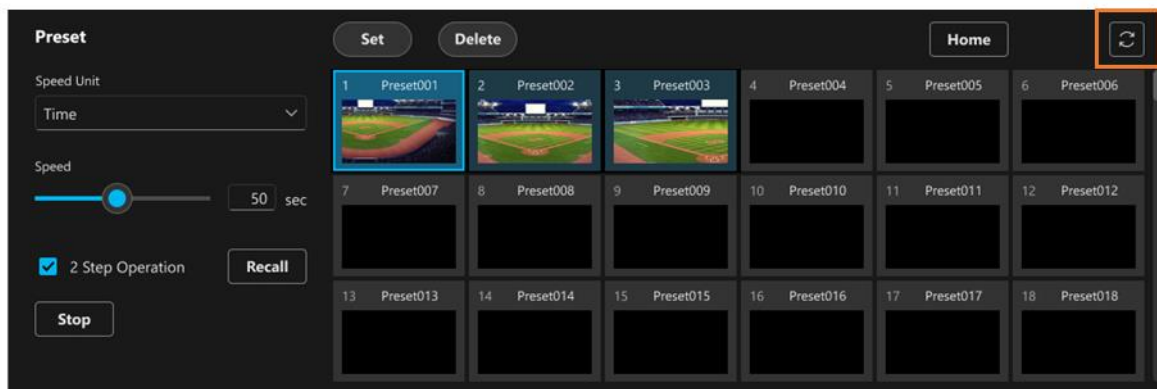 Preset
Set
Delete
Home
Speed Unit
Time
Speed
50 sec
2 Step Operation
Recall
Stop
1 Preset001
2 Preset002
3 Preset003
4 Preset004
5 Preset005
6 Preset006
7 Preset007
8 Preset008
9 Preset009
10 Preset010
11 Preset011
12 Preset012
13 Preset013
14 Preset014
15 Preset015
16 Preset016
17 Preset017
18 Preset018